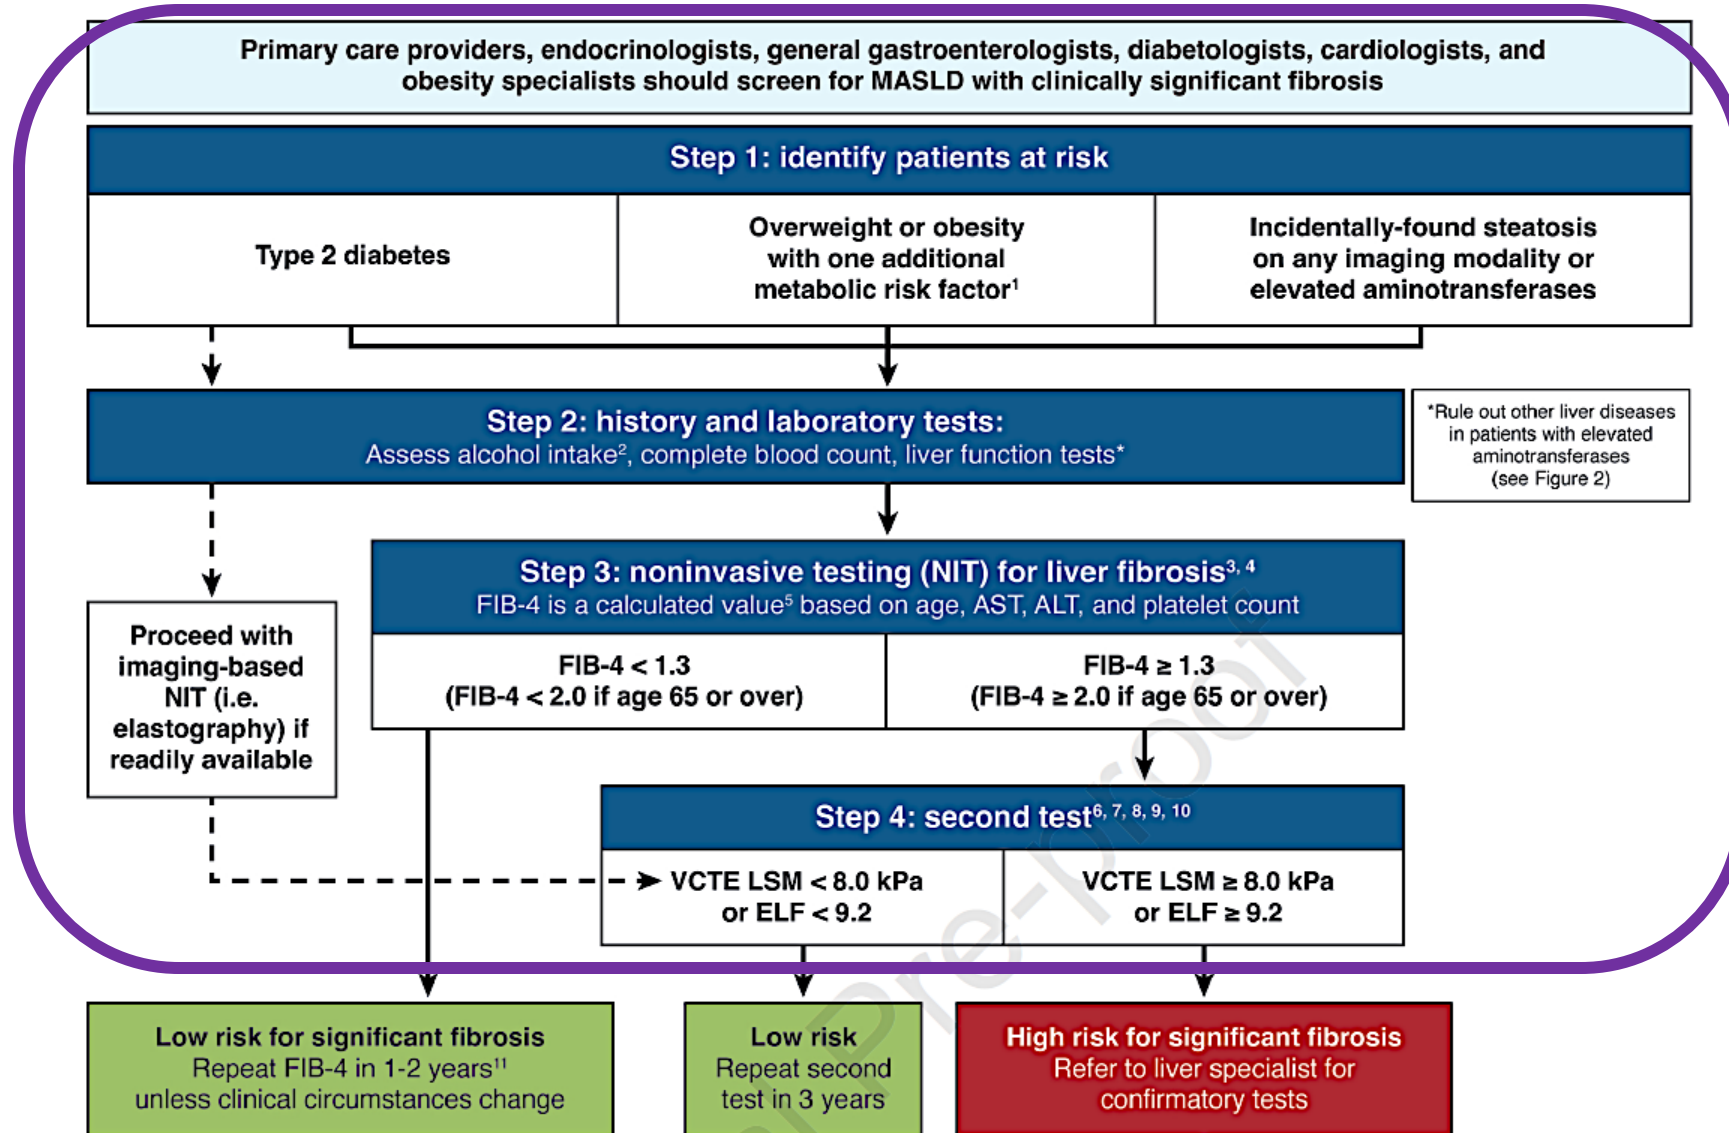 Primary care providers, endocrinologists, general gastroenterologists, diabetologists, cardiologists, and
obesity specialists should screen for MASLD with clinically significant fibrosis
Step 1: identify patients at risk
Type 2 diabetes
Overweight or obesity
with one additional
metabolic risk factor¹
Incidentally-found steatosis
on any imaging modality or
elevated aminotransferases
Step 2: history and laboratory tests:
Assess alcohol intake², complete blood count, liver function tests*
*Rule out other liver diseases
in patients with elevated
aminotransferases
(see Figure 2)
Step 3: noninvasive testing (NIT) for liver fibrosis³, ⁴
FIB-4 is a calculated value⁵ based on age, AST, ALT, and platelet count
Proceed with
imaging-based
NIT (i.e.
elastography) if
readily available
FIB-4 < 1.3
(FIB-4 < 2.0 if age 65 or over)
FIB-4 ≥ 1.3
(FIB-4 ≥ 2.0 if age 65 or over)
Step 4: second test⁶, ⁷, ⁸, ⁹, ¹⁰
VCTE LSM < 8.0 kPa
or ELF < 9.2
VCTE LSM ≥ 8.0 kPa
or ELF ≥ 9.2
Low risk for significant fibrosis
Repeat FIB-4 in 1-2 years¹¹
unless clinical circumstances change
Low risk
Repeat second
test in 3 years
High risk for significant fibrosis
Refer to liver specialist for
confirmatory tests
Pre-proof